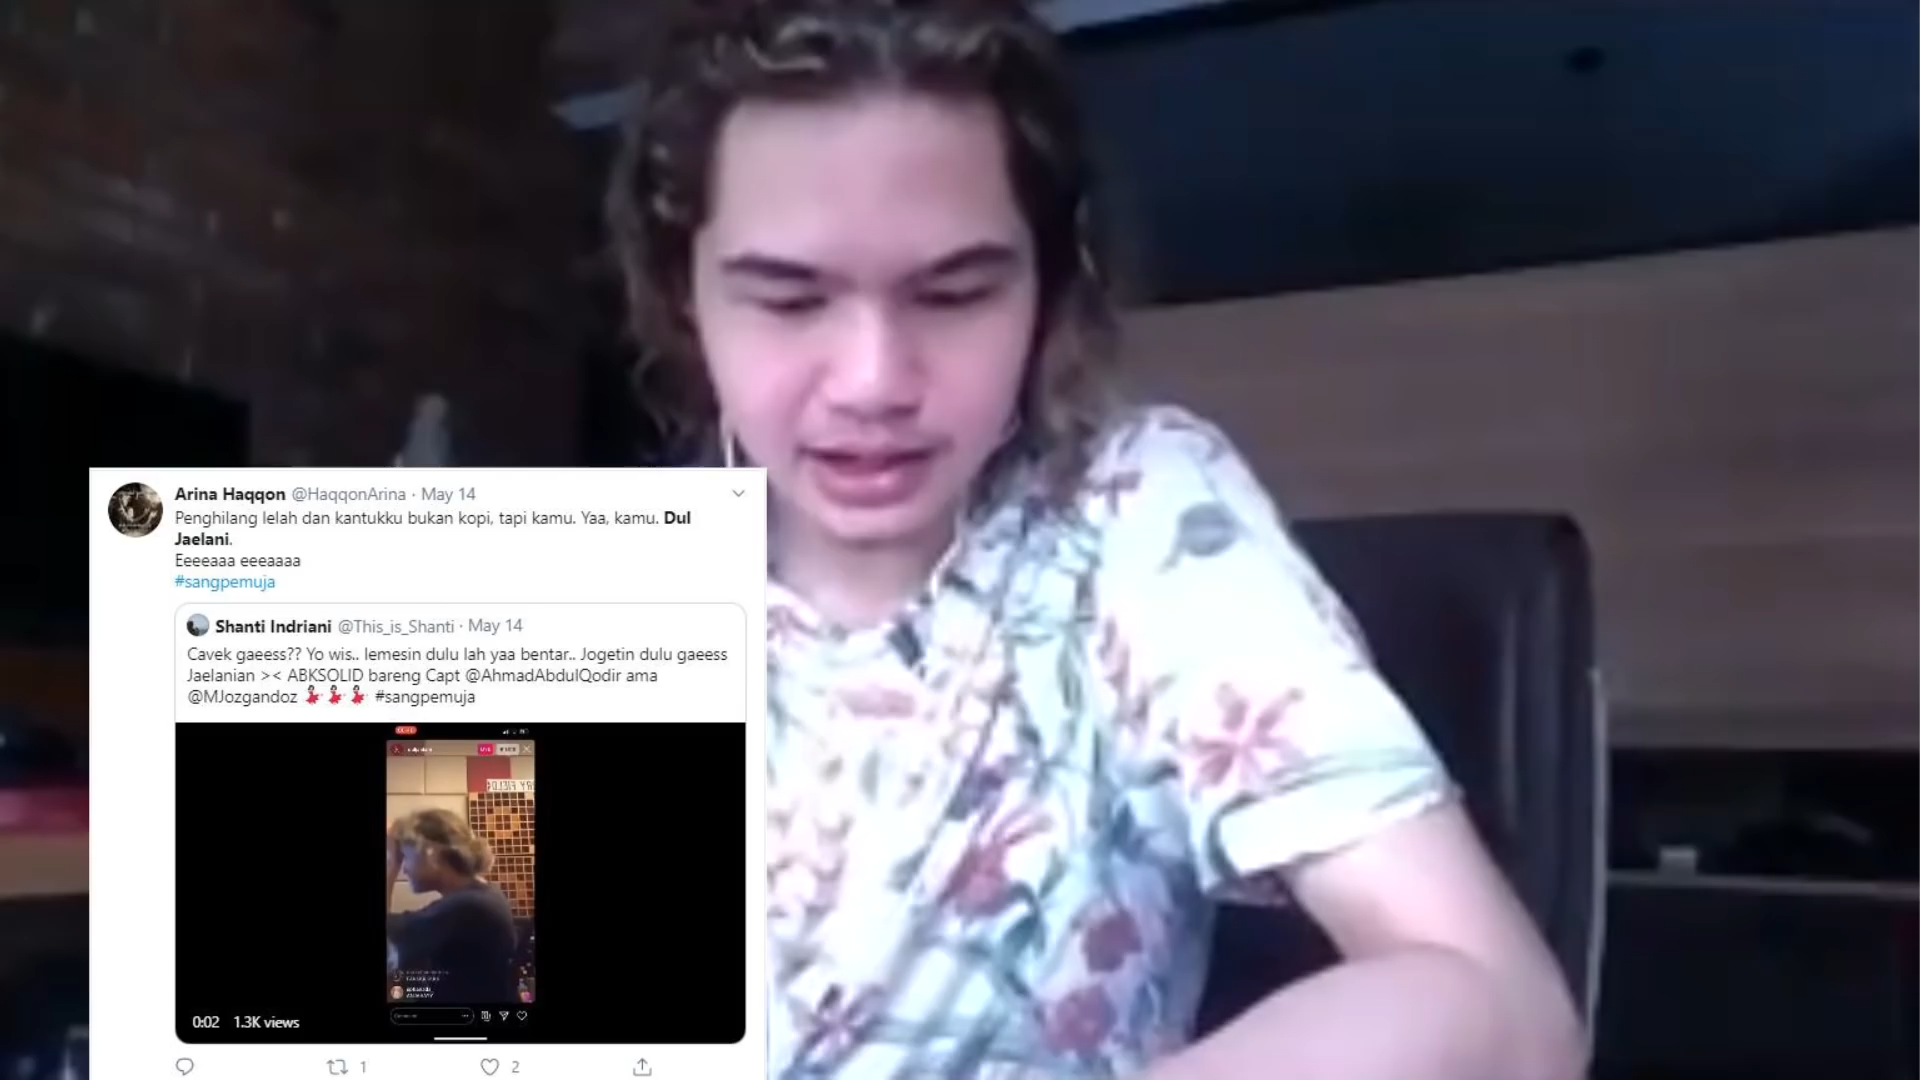 Arina Haqqon @HaqqonArina · May 14
Penghilang lelah dan kantukku bukan kopi, tapi kamu. Yaa, kamu. Dul
Jaelani.
Eeeeaaa eeeaaaa
#sangpemuja
Shanti Indriani @This_is_Shanti · May 14
Cavek gaeess?? Yo wis.. lemesin dulu lah yaa bentar.. Jogetin dulu gaeess
Jaelanian >< ABKSOLID bareng Capt @AhmadAbdulQodir ama
@MJozgandoz 💃💃💃 #sangpemuja
0:02 1.3K views
1 2